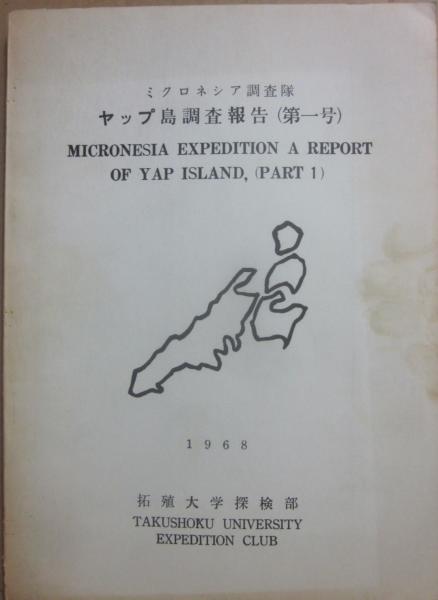 ミクロネシア調査隊
ヤップ島調査報告(第一号)
MICRONESIA EXPEDITION A REPORT
OF YAP ISLAND, (PART 1)
1968
拓殖大学探検部
TAKUSHOKU UNIVERSITY
EXPEDITION CLUB